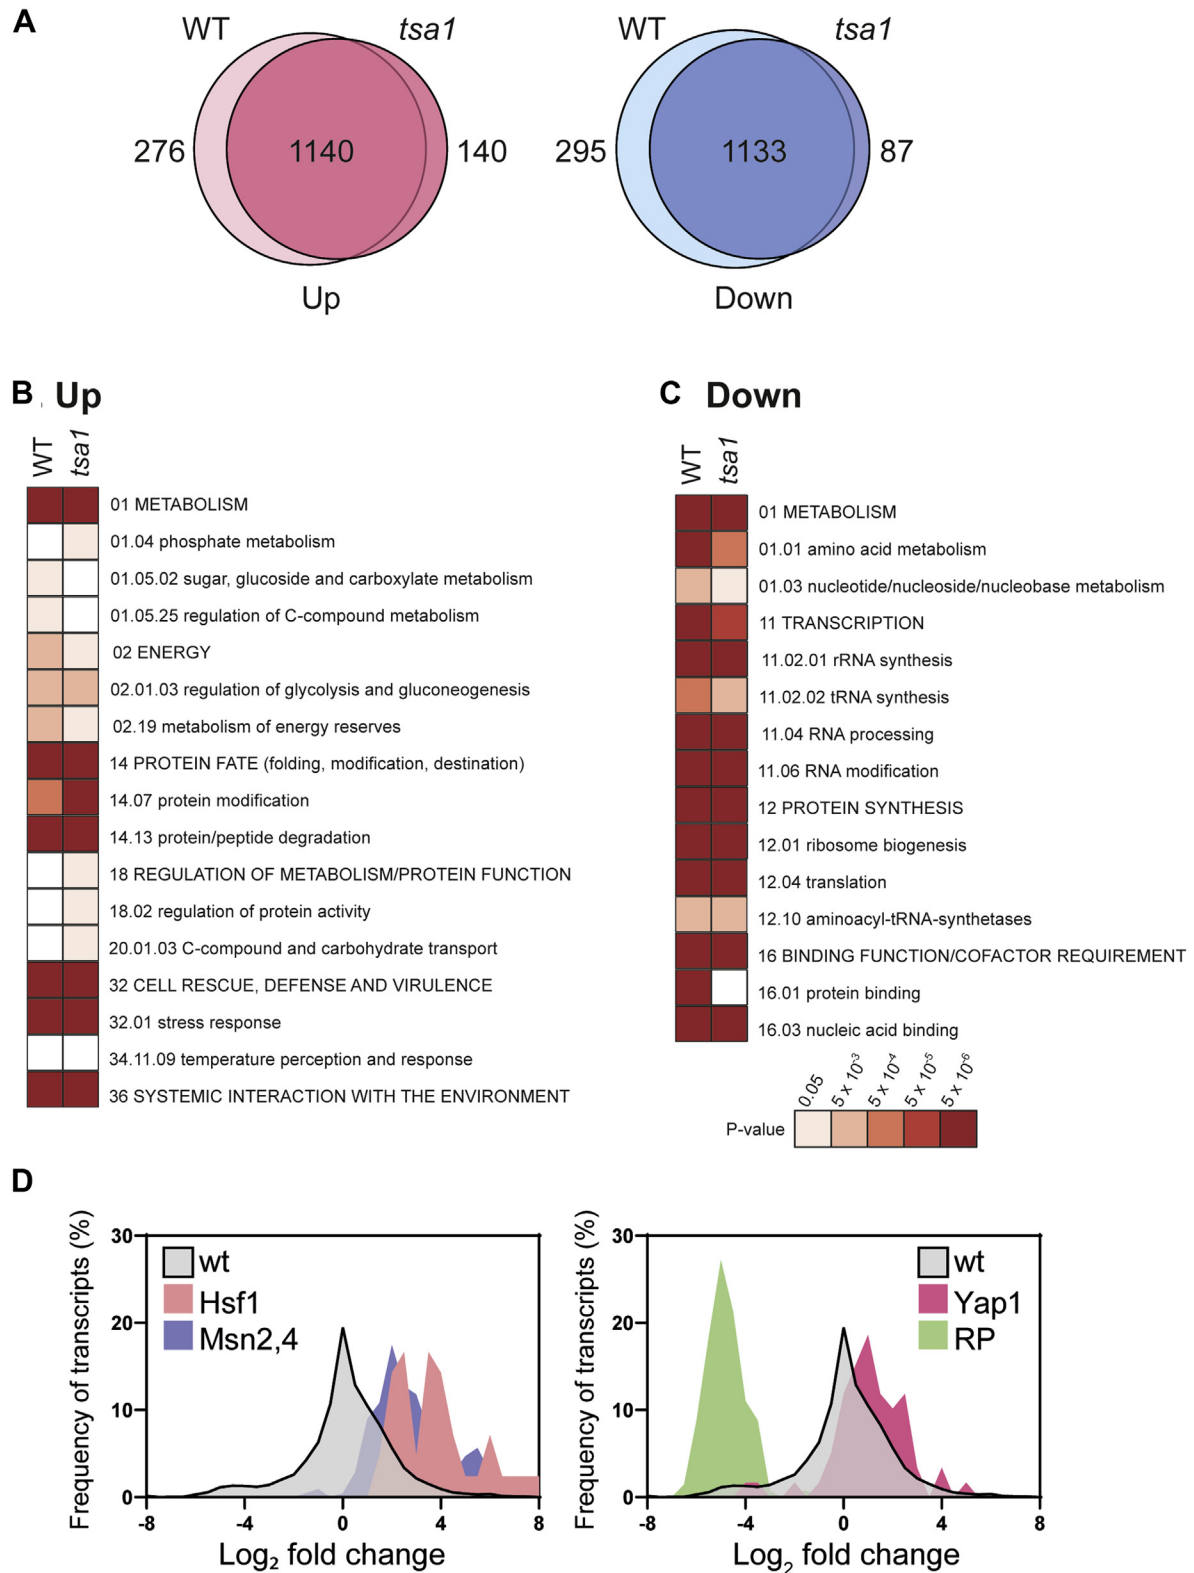 A
WT
tsa1
WT
tsa1
276
1140
140
295
1133
87
Up
Down
B
Up
WT
tsa1
01 METABOLISM
01.04 phosphate metabolism
01.05.02 sugar, glucoside and carboxylate metabolism
01.05.25 regulation of C-compound metabolism
02 ENERGY
02.01.03 regulation of glycolysis and gluconeogenesis
02.19 metabolism of energy reserves
14 PROTEIN FATE (folding, modification, destination)
14.07 protein modification
14.13 protein/peptide degradation
18 REGULATION OF METABOLISM/PROTEIN FUNCTION
18.02 regulation of protein activity
20.01.03 C-compound and carbohydrate transport
32 CELL RESCUE, DEFENSE AND VIRULENCE
32.01 stress response
34.11.09 temperature perception and response
36 SYSTEMIC INTERACTION WITH THE ENVIRONMENT
C
Down
WT
tsa1
01 METABOLISM
01.01 amino acid metabolism
01.03 nucleotide/nucleoside/nucleobase metabolism
11 TRANSCRIPTION
11.02.01 rRNA synthesis
11.02.02 tRNA synthesis
11.04 RNA processing
11.06 RNA modification
12 PROTEIN SYNTHESIS
12.01 ribosome biogenesis
12.04 translation
12.10 aminoacyl-tRNA-synthetases
16 BINDING FUNCTION/COFACTOR REQUIREMENT
16.01 protein binding
16.03 nucleic acid binding
0.05
5 x 10⁻³
5 x 10⁻⁴
5 x 10⁻⁵
5 x 10⁻⁶
P-value
D
Frequency of transcripts (%)
30
20
10
0
wt
Hsf1
Msn2,4
-8
-4
0
4
8
Log₂ fold change
Frequency of transcripts (%)
30
20
10
0
wt
Yap1
RP
-8
-4
0
4
8
Log₂ fold change